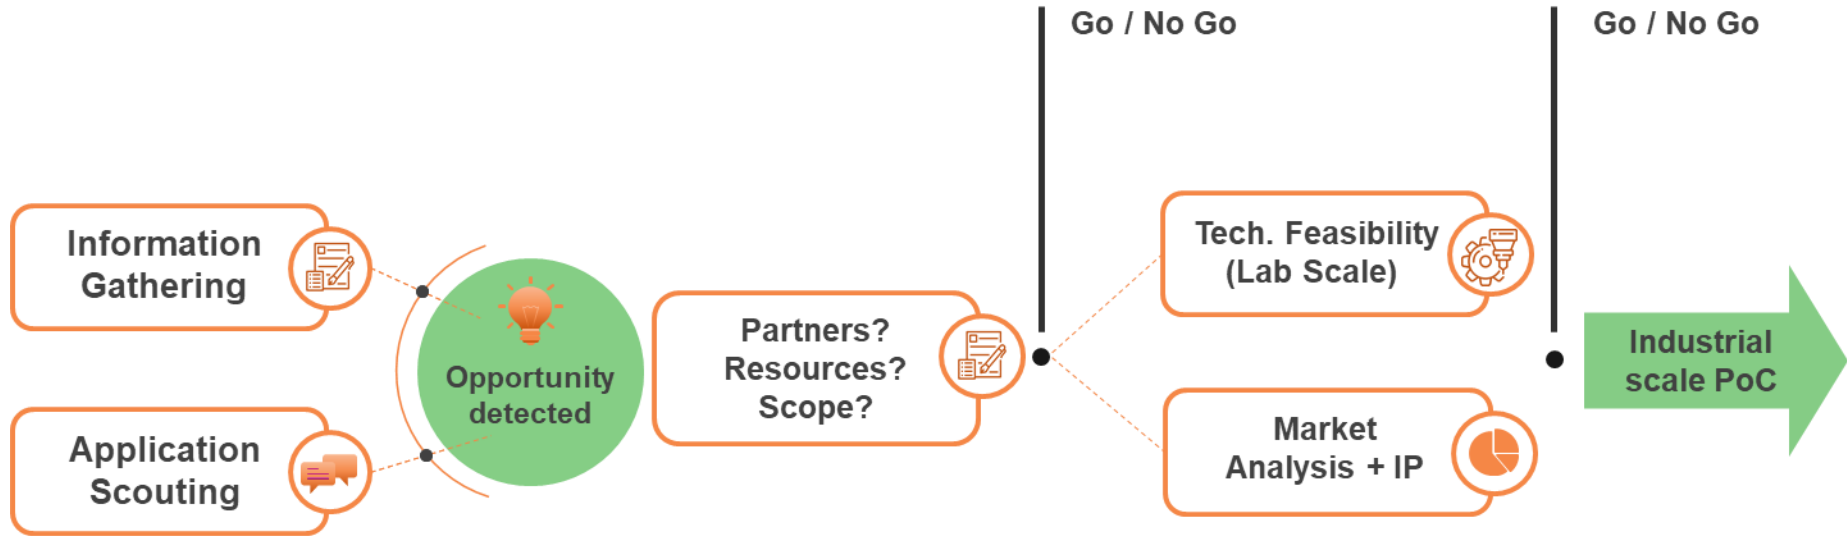 Go / No Go
Go / No Go
Information
Gathering
Application
Scouting
Opportunity
detected
Partners?
Resources?
Scope?
Tech. Feasibility
(Lab Scale)
Market
Analysis + IP
Industrial
scale PoC